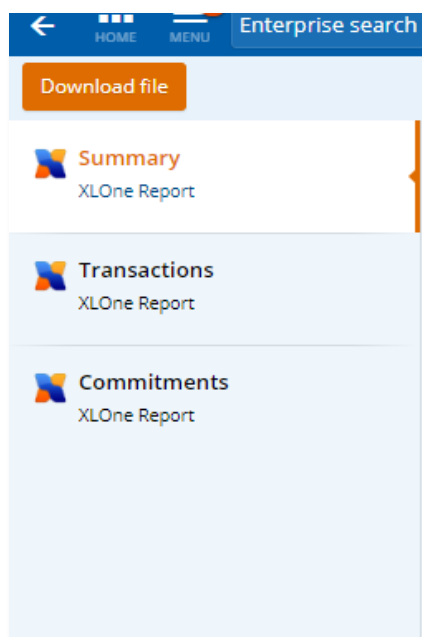 HOME
MENU
Enterprise search
Download file
Summary
XLOne Report
Transactions
XLOne Report
Commitments
XLOne Report